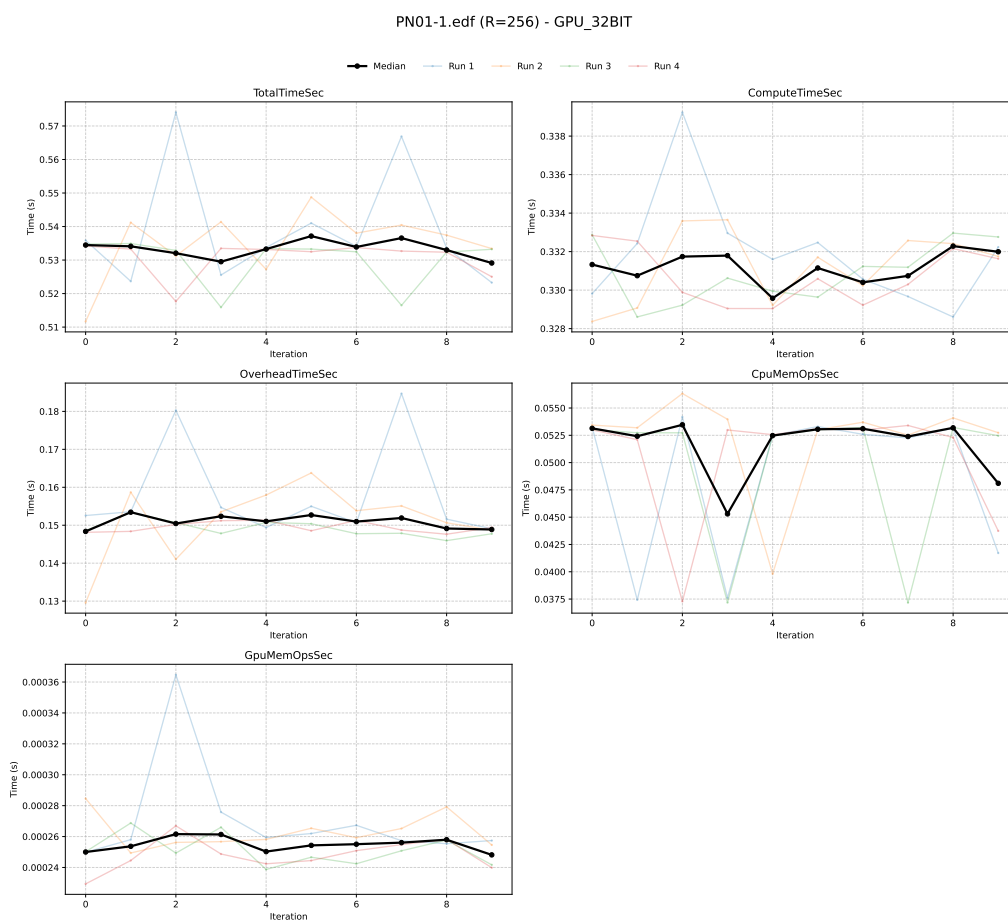 PN01-1.edf (R=256) - GPU_32BIT
Median Run 1 Run 2 Run 3 Run 4
TotalTimeSec
Time (s)
0.57
0.56
0.55
0.54
0.53
0.52
0.51
0 2 4 6 8
Iteration
ComputeTimeSec
Time (s)
0.338
0.336
0.334
0.332
0.330
0.328
0 2 4 6 8
Iteration
OverheadTimeSec
Time (s)
0.18
0.17
0.16
0.15
0.14
0.13
0 2 4 6 8
Iteration
CpuMemOpsSec
Time (s)
0.0550
0.0525
0.0500
0.0475
0.0450
0.0425
0.0400
0.0375
0 2 4 6 8
Iteration
GpuMemOpsSec
Time (s)
0.00036
0.00034
0.00032
0.00030
0.00028
0.00026
0.00024
0 2 4 6 8
Iteration